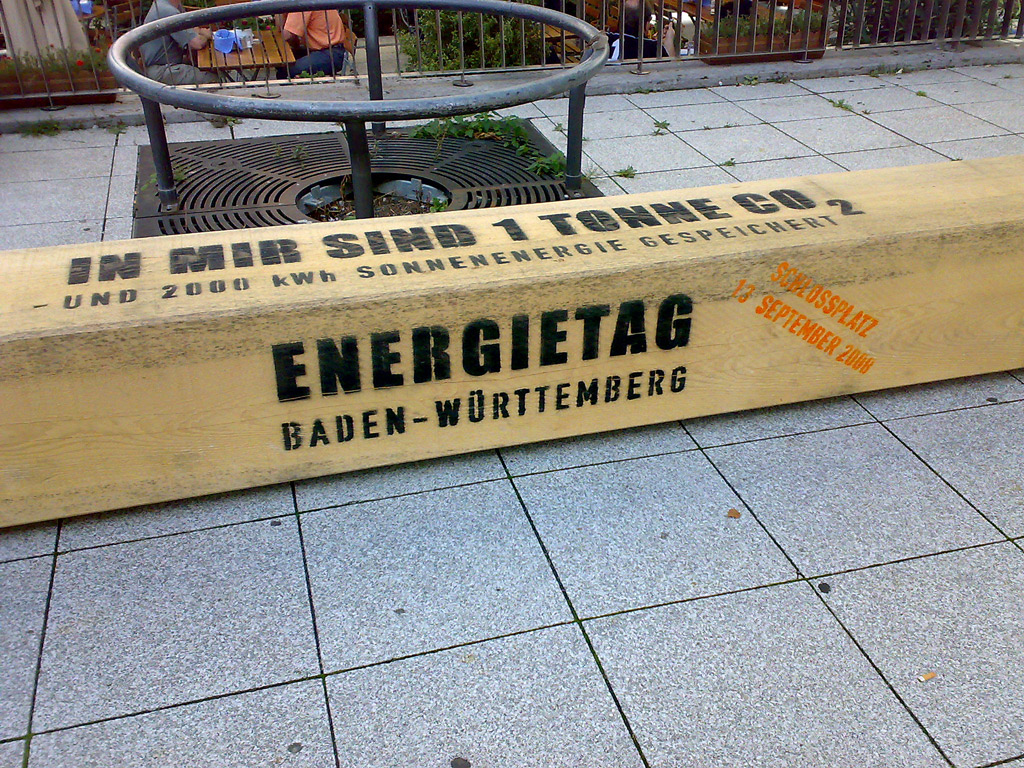 IN MIR SIND 1 TONNE CO2
- UND 2000 kWh SONNENENERGIE GESPEICHERT
ENERGIETAG
BADEN-WÜRTTEMBERG
SCHLOSSPLATZ
13 SEPTEMBER 2008